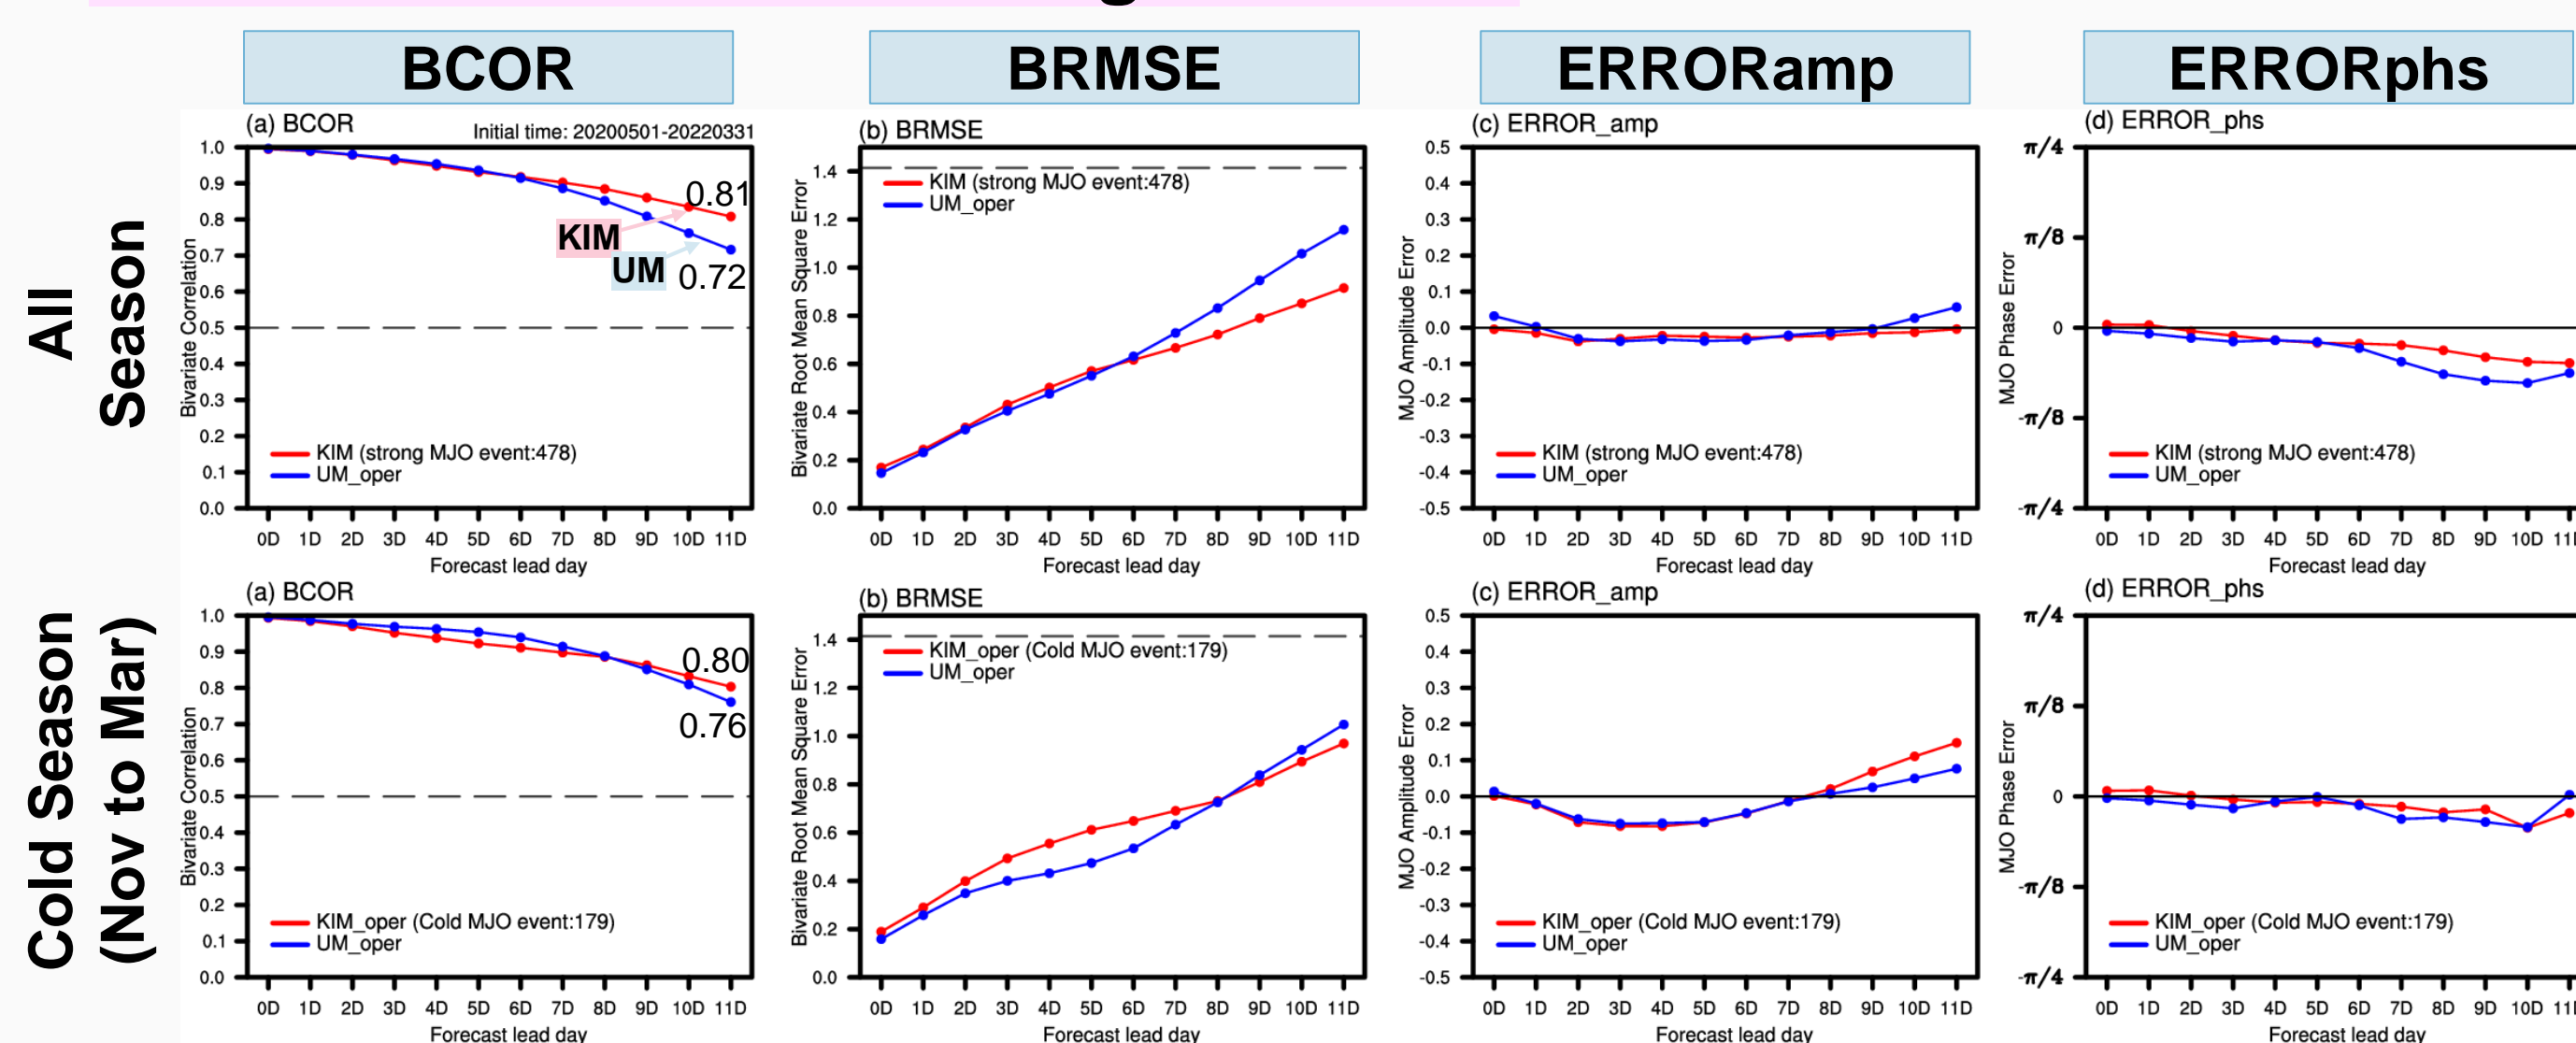 BCOR
BRMSE
ERRORamp
ERRORphs
All
Season
(a) BCOR
Initial time: 20200501-20220331
1.0
0.9
0.8
0.7
0.6
0.5
0.4
0.3
0.2
0.1
0.0
Bivariate Correlation
0.81
KIM
UM
0.72
KIM (strong MJO event:478)
UM_oper
0D 1D 2D 3D 4D 5D 6D 7D 8D 9D 10D 11D
Forecast lead day
(b) BRMSE
1.4
1.2
1.0
0.8
0.6
0.4
0.2
0.0
Bivariate Root Mean Square Error
KIM (strong MJO event:478)
UM_oper
0D 1D 2D 3D 4D 5D 6D 7D 8D 9D 10D 11D
Forecast lead day
(c) ERROR_amp
0.5
0.4
0.3
0.2
0.1
0.0
-0.1
-0.2
-0.3
-0.4
-0.5
MJO Amplitude Error
KIM (strong MJO event:478)
UM_oper
0D 1D 2D 3D 4D 5D 6D 7D 8D 9D 10D 11D
Forecast lead day
(d) ERROR_phs
π/4
π/8
0
-π/8
-π/4
MJO Phase Error
KIM (strong MJO event:478)
UM_oper
0D 1D 2D 3D 4D 5D 6D 7D 8D 9D 10D
Forecast lead day
Cold Season
(Nov to Mar)
(a) BCOR
1.0
0.9
0.8
0.7
0.6
0.5
0.4
0.3
0.2
0.1
0.0
Bivariate Correlation
0.80
0.76
KIM_oper (Cold MJO event:179)
UM_oper
0D 1D 2D 3D 4D 5D 6D 7D 8D 9D 10D 11D
Forecast lead day
(b) BRMSE
1.4
1.2
1.0
0.8
0.6
0.4
0.2
0.0
Bivariate Root Mean Square Error
KIM_oper (Cold MJO event:179)
UM_oper
0D 1D 2D 3D 4D 5D 6D 7D 8D 9D 10D 11D
Forecast lead day
(c) ERROR_amp
0.5
0.4
0.3
0.2
0.1
0.0
-0.1
-0.2
-0.3
-0.4
-0.5
MJO Amplitude Error
KIM_oper (Cold MJO event:179)
UM_oper
0D 1D 2D 3D 4D 5D 6D 7D 8D 9D 10D 11D
Forecast lead day
(d) ERROR_phs
π/4
π/8
0
-π/8
-π/4
MJO Phase Error
KIM_oper (Cold MJO event:179)
UM_oper
0D 1D 2D 3D 4D 5D 6D 7D 8D 9D 10D
Forecast lead day